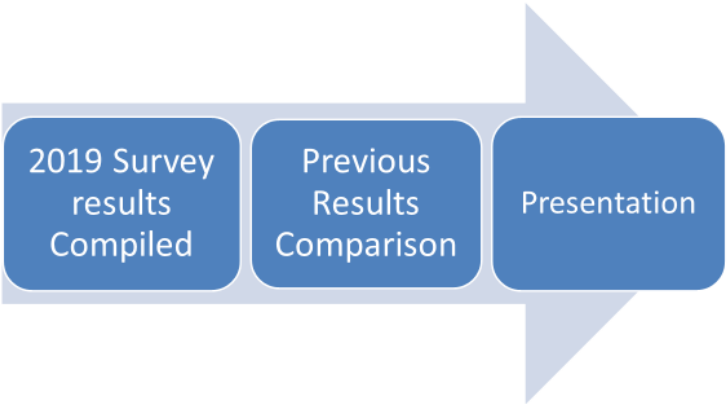 2019 Survey
results
Compiled
Previous
Results
Comparison
Presentation